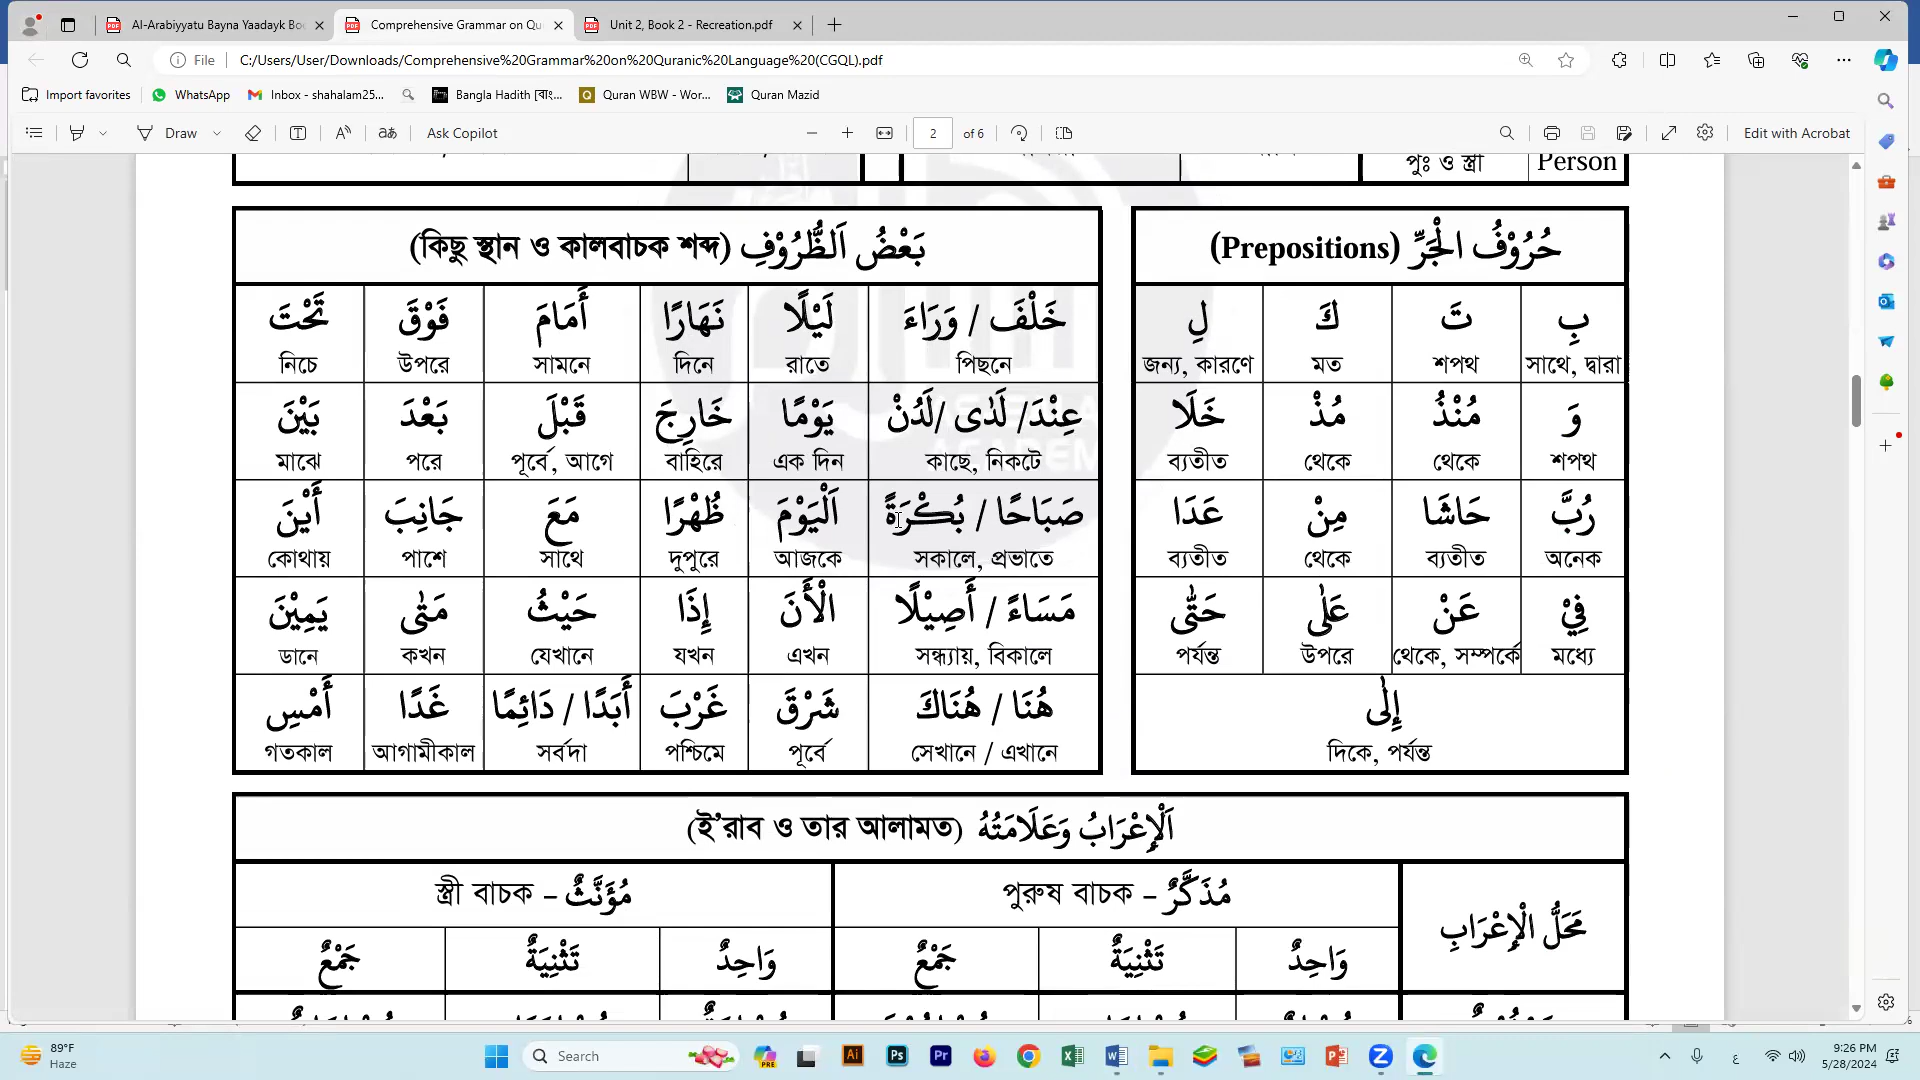 Al-Arabiyyatu Bayna Yaadayk Boo
Comprehensive Grammar on Qu
Unit 2, Book 2 - Recreation.pdf
File C:/Users/User/Downloads/Comprehensive%20Grammar%20on%20Quranic%20Language%20(CGQL).pdf
Import favorites WhatsApp Inbox - shahalam25... Bangla Hadith [বাং... Quran WBW - Wor... Quran Mazid
Draw aあ Ask Copilot 2 of 6 Edit with Acrobat
পুঃ ও স্ত্রী Person
بَعْضُ اَلظُّرُوْفِ (কিছু স্থান ও কালবাচক শব্দ)
خَلْفَ / وَرَاءَ لَيْلًا نَهَارًا أَمَامَ فَوْقَ تَحْتَ
পিছনে রাতে দিনে সামনে উপরে নিচে
عِنْدَ/ لَدٰى /لَدُنْ يَوْمًا خَارِجَ قَبْلَ بَعْدَ بَيْنَ
কাছে, নিকটে এক দিন বাহিরে পূর্বে, আগে পরে মাঝে
صَبَاحًا / بُكْرَةً اَلْيَوْمَ ظُهْرًا مَعَ جَانِبَ أَيْنَ
সকালে, প্রভাতে আজকে দুপুরে সাথে পাশে কোথায়
مَسَاءً / أَصِيْلًا الْأَنَ إِذَا حَيْثُ مَتٰى يَمِيْنَ
সন্ধ্যায়, বিকালে এখন যখন যেখানে কখন ডানে
هُنَا / هُنَاكَ شَرْقَ غَرْبَ أَبَدًا / دَائِمًا غَدًا أَمْسِ
সেখানে / এখানে পূর্বে পশ্চিমে সর্বদা আগামীকাল গতকাল
حُرُوْفُ الْجَرِّ (Prepositions)
بِ تَ كَ لِ
সাথে, দ্বারা শপথ মত জন্য, কারণে
وَ مُنْذُ مُذْ خَلَا
শপথ থেকে থেকে ব্যতীত
رُبَّ حَاشَا مِنْ عَدَا
অনেক ব্যতীত থেকে ব্যতীত
فِيْ عَنْ عَلٰى حَتّٰى
মধ্যে থেকে, সম্পর্কে উপরে পর্যন্ত
إِلٰى
দিকে, পর্যন্ত
اَلْإِعْرَابُ وَعَلَامَتُهُ (ই’রাব ও তার আলামত)
مَحَلُّ الْإِعْرَابِ
مُذَكَّرٌ – পুরুষ বাচক
مُؤَنَّثٌ – স্ত্রী বাচক
وَاحِدٌ تَثْنِيَةٌ جَمْعٌ وَاحِدٌ تَثْنِيَةٌ جَمْعٌ
89°F
Haze
Search
9:26 PM
5/28/2024